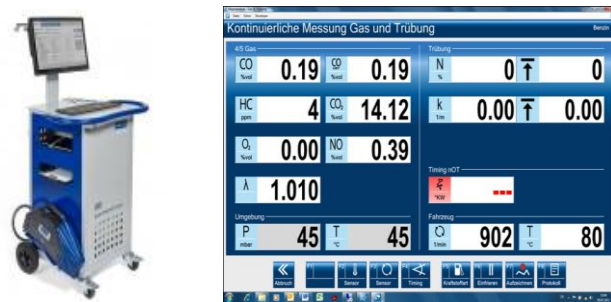 Kontinuierliche Messung Gas und Trübung
Benzin
4/5 Gas
CO %vol 0.19 CO %vol 0.19
HC ppm 4 CO₂ %vol 14.12
O₂ %vol 0.00 NO %vol 0.39
λ 1.010
Umgebung
P mbar 45 T °C 45
Trübung
N % 0 0
k 1/m 0.00 0.00
Timing nOT
°KW ---
Fahrzeug
1/min 902 T °C 80
Abbruch Sensor Sensor Timing Kraftstoffart Einfrieren Aufzeichnen Protokoll